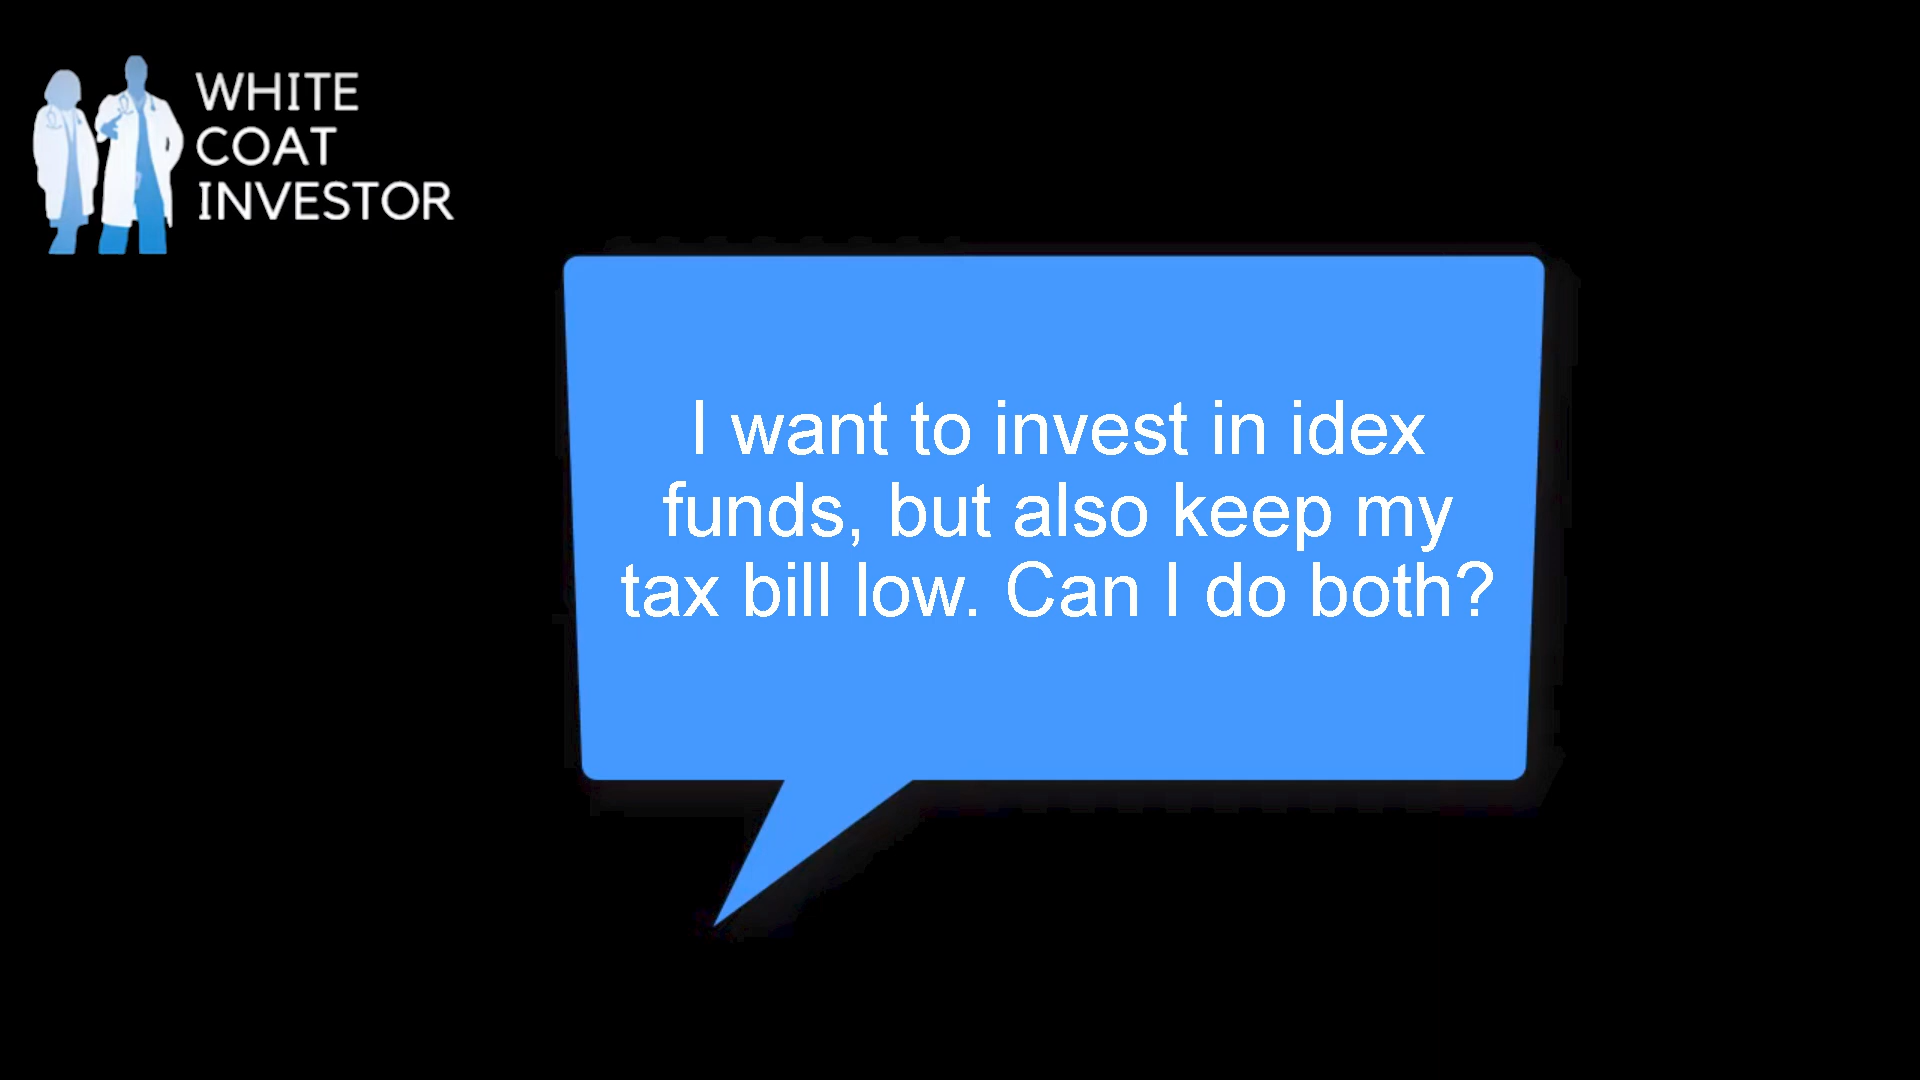 WHITE
COAT
INVESTOR
I want to invest in idex
funds, but also keep my
tax bill low. Can I do both?